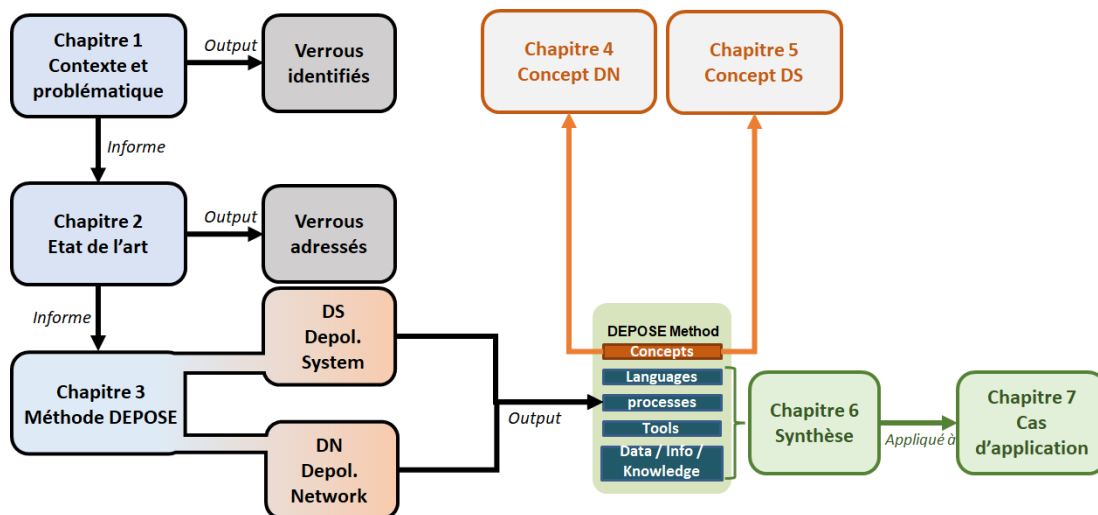 Chapitre 1
Contexte et
problématique
Output
Verrous
identifiés
Informe
Chapitre 2
Etat de l'art
Output
Verrous
adressés
Informe
Chapitre 3
Méthode DEPOSE
DS
Depol.
System
DN
Depol.
Network
Output
Chapitre 4
Concept DN
Chapitre 5
Concept DS
DEPOSE Method
Concepts
Languages
processes
Tools
Data / Info /
Knowledge
Chapitre 6
Synthèse
Appliqué à
Chapitre 7
Cas
d'application